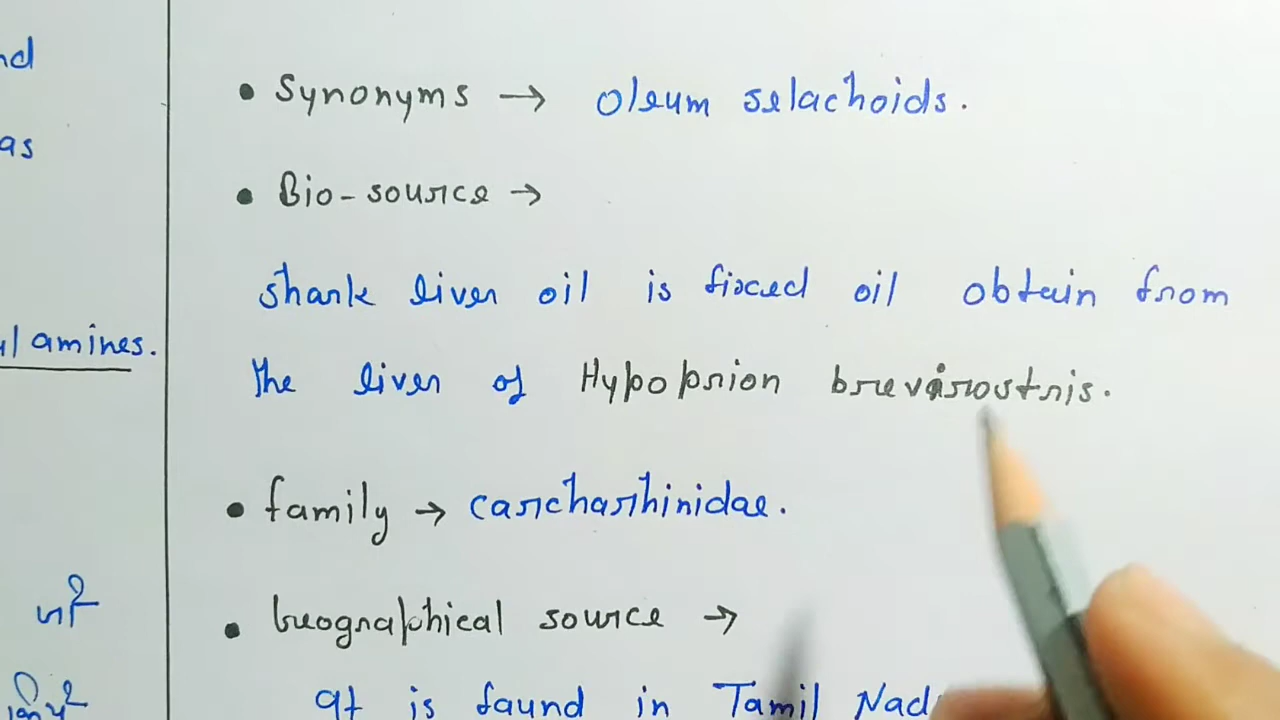 nd
as
amines.
• Synonyms → Oleum selachoids.
• Bio-source →
shark liver oil is fixed oil obtain from
the liver of Hypoprion brevirostris.
• family → carcharhinidae.
• Geographical source →
It is found in Tamil Nad